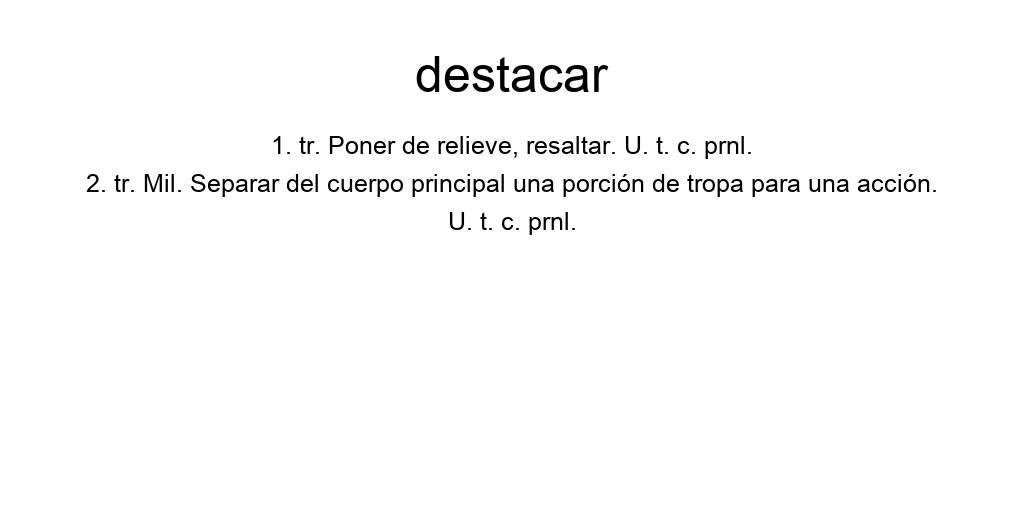 destacar
1. tr. Poner de relieve, resaltar. U. t. c. prnl.
2. tr. Mil. Separar del cuerpo principal una porción de tropa para una acción.
U. t. c. prnl.